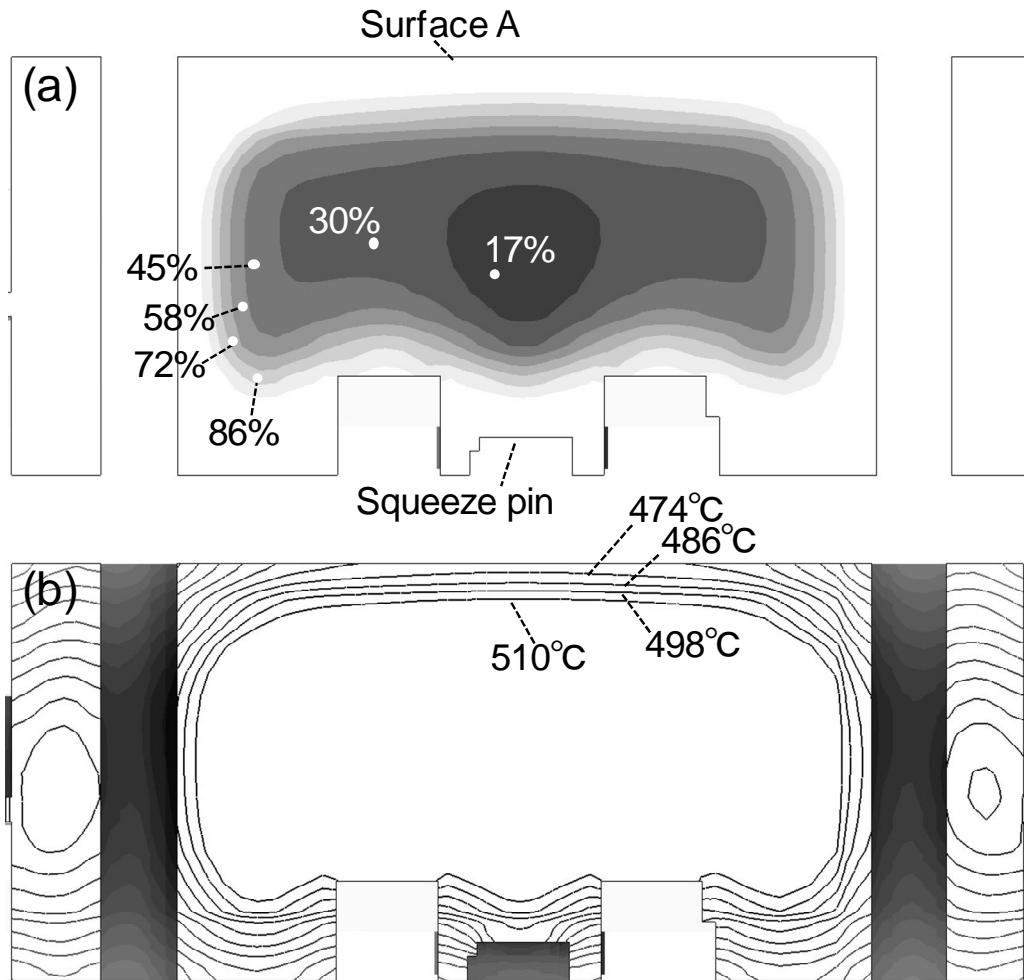 Surface A
(a)
30%
17%
45%
58%
72%
86%
Squeeze pin
474℃
486℃
(b)
498℃
510℃